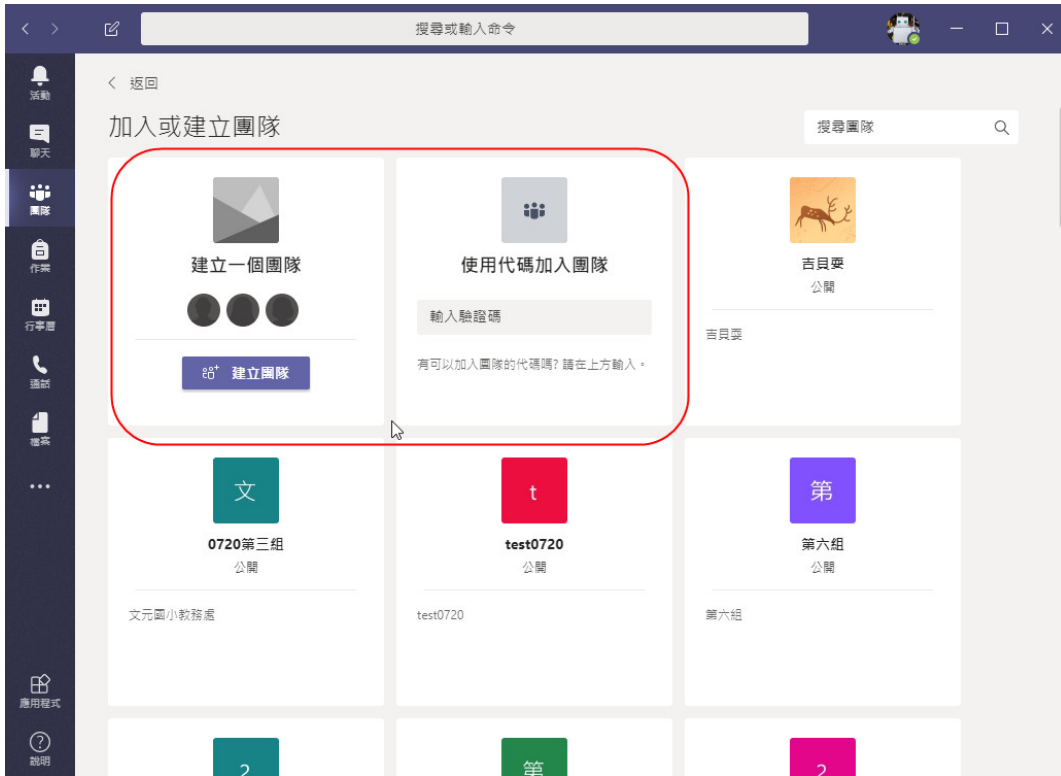 搜尋或輸入命令
活動
聊天
團隊
作業
行事曆
通話
檔案
應用程式
說明
返回
加入或建立團隊
搜尋團隊
建立一個團隊
建立團隊
使用代碼加入團隊
輸入驗證碼
有可以加入團隊的代碼嗎? 請在上方輸入。
吉貝耍
公開
吉貝耍
文
0720第三組
公開
文元國小教務處
t
test0720
公開
test0720
第
第六組
公開
第六組
2
第
2